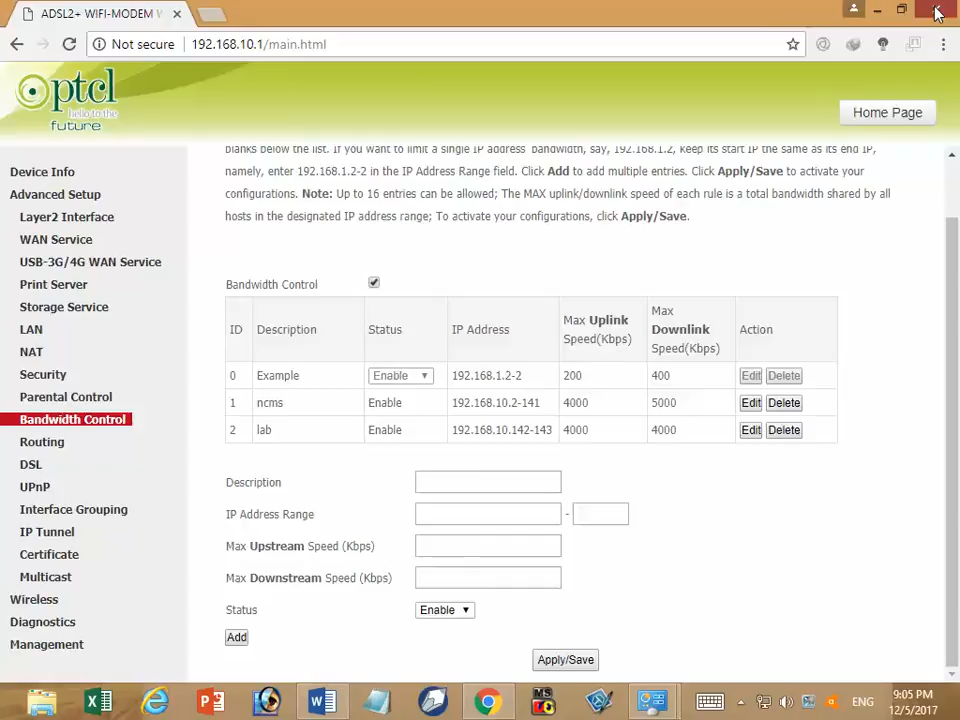 ADSL2+ WIFI-MODEM W
Not secure 192.168.10.1/main.html
ptcl
hello to the
future
Home Page
Device Info
Advanced Setup
Layer2 Interface
WAN Service
USB-3G/4G WAN Service
Print Server
Storage Service
LAN
NAT
Security
Parental Control
Bandwidth Control
Routing
DSL
UPnP
Interface Grouping
IP Tunnel
Certificate
Multicast
Wireless
Diagnostics
Management
blanks below the list. If you want to limit a single IP address' bandwidth, say, 192.168.1.2, keep its start IP the same as its end IP,
namely, enter 192.168.1.2-2 in the IP Address Range field. Click Add to add multiple entries. Click Apply/Save to activate your
configurations. Note: Up to 16 entries can be allowed; The MAX uplink/downlink speed of each rule is a total bandwidth shared by all
hosts in the designated IP address range; To activate your configurations, click Apply/Save.
Bandwidth Control
ID Description Status IP Address Max Uplink Speed(Kbps) Max Downlink Speed(Kbps) Action
0 Example Enable 192.168.1.2-2 200 400 Edit Delete
1 ncms Enable 192.168.10.2-141 4000 5000 Edit Delete
2 lab Enable 192.168.10.142-143 4000 4000 Edit Delete
Description
IP Address Range -
Max Upstream Speed (Kbps)
Max Downstream Speed (Kbps)
Status Enable
Add
Apply/Save
ENG
9:05 PM
12/5/2017